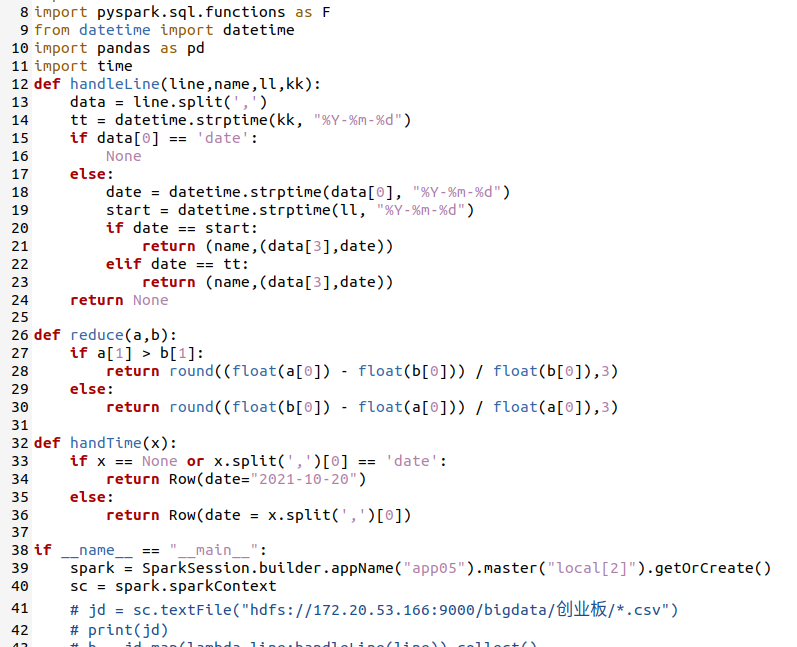 8 import pyspark.sql.functions as F
9 from datetime import datetime
10 import pandas as pd
11 import time
12 def handleLine(line,name,ll,kk):
13     data = line.split(',')
14     tt = datetime.strptime(kk, "%Y-%m-%d")
15     if data[0] == 'date':
16         None
17     else:
18         date = datetime.strptime(data[0], "%Y-%m-%d")
19         start = datetime.strptime(ll, "%Y-%m-%d")
20         if date == start:
21             return (name,(data[3],date))
22         elif date == tt:
23             return (name,(data[3],date))
24     return None
25
26 def reduce(a,b):
27     if a[1] > b[1]:
28         return round((float(a[0]) - float(b[0])) / float(b[0]),3)
29     else:
30         return round((float(b[0]) - float(a[0])) / float(a[0]),3)
31
32 def handTime(x):
33     if x == None or x.split(',')[0] == 'date':
34         return Row(date="2021-10-20")
35     else:
36         return Row(date = x.split(',')[0])
37
38 if __name__ == "__main__":
39     spark = SparkSession.builder.appName("app05").master("local[2]").getOrCreate()
40     sc = spark.sparkContext
41     # jd = sc.textFile("hdfs://172.20.53.166:9000/bigdata/创业板/*.csv")
42     # print(jd)